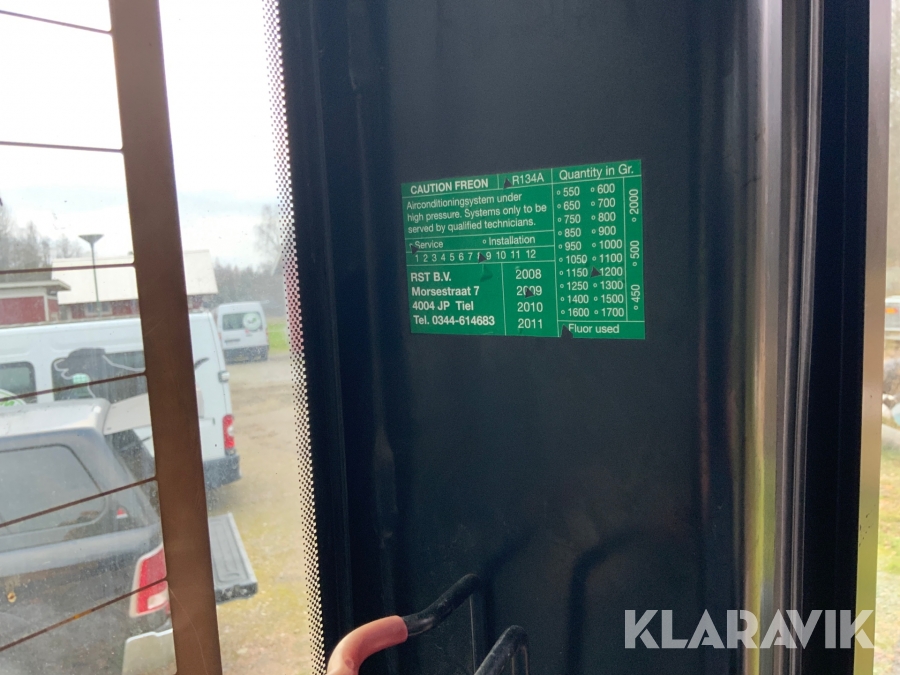 CAUTION FREON
R134A
Airconditioningsystem under
high pressure. Systems only to be
served by qualified technicians.
Service Installation
1 2 3 4 5 6 7 8 9 10 11 12
RST B.V.
Morsestraat 7
4004 JP Tiel
Tel. 0344-614683
2008
2009
2010
2011
Quantity in Gr.
550 600
650 700
750 800
850 900
950 1000
1050 1100
1150 1200
1250 1300
1400 1500
1600 1700
2000
500
450
Fluor used
KLARAVIK